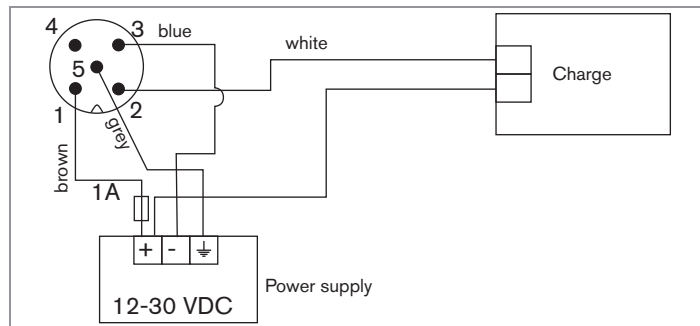 4
3
blue
white
5
Charge
1
2
grey
brown
1A
+ -
Power supply
12-30 VDC